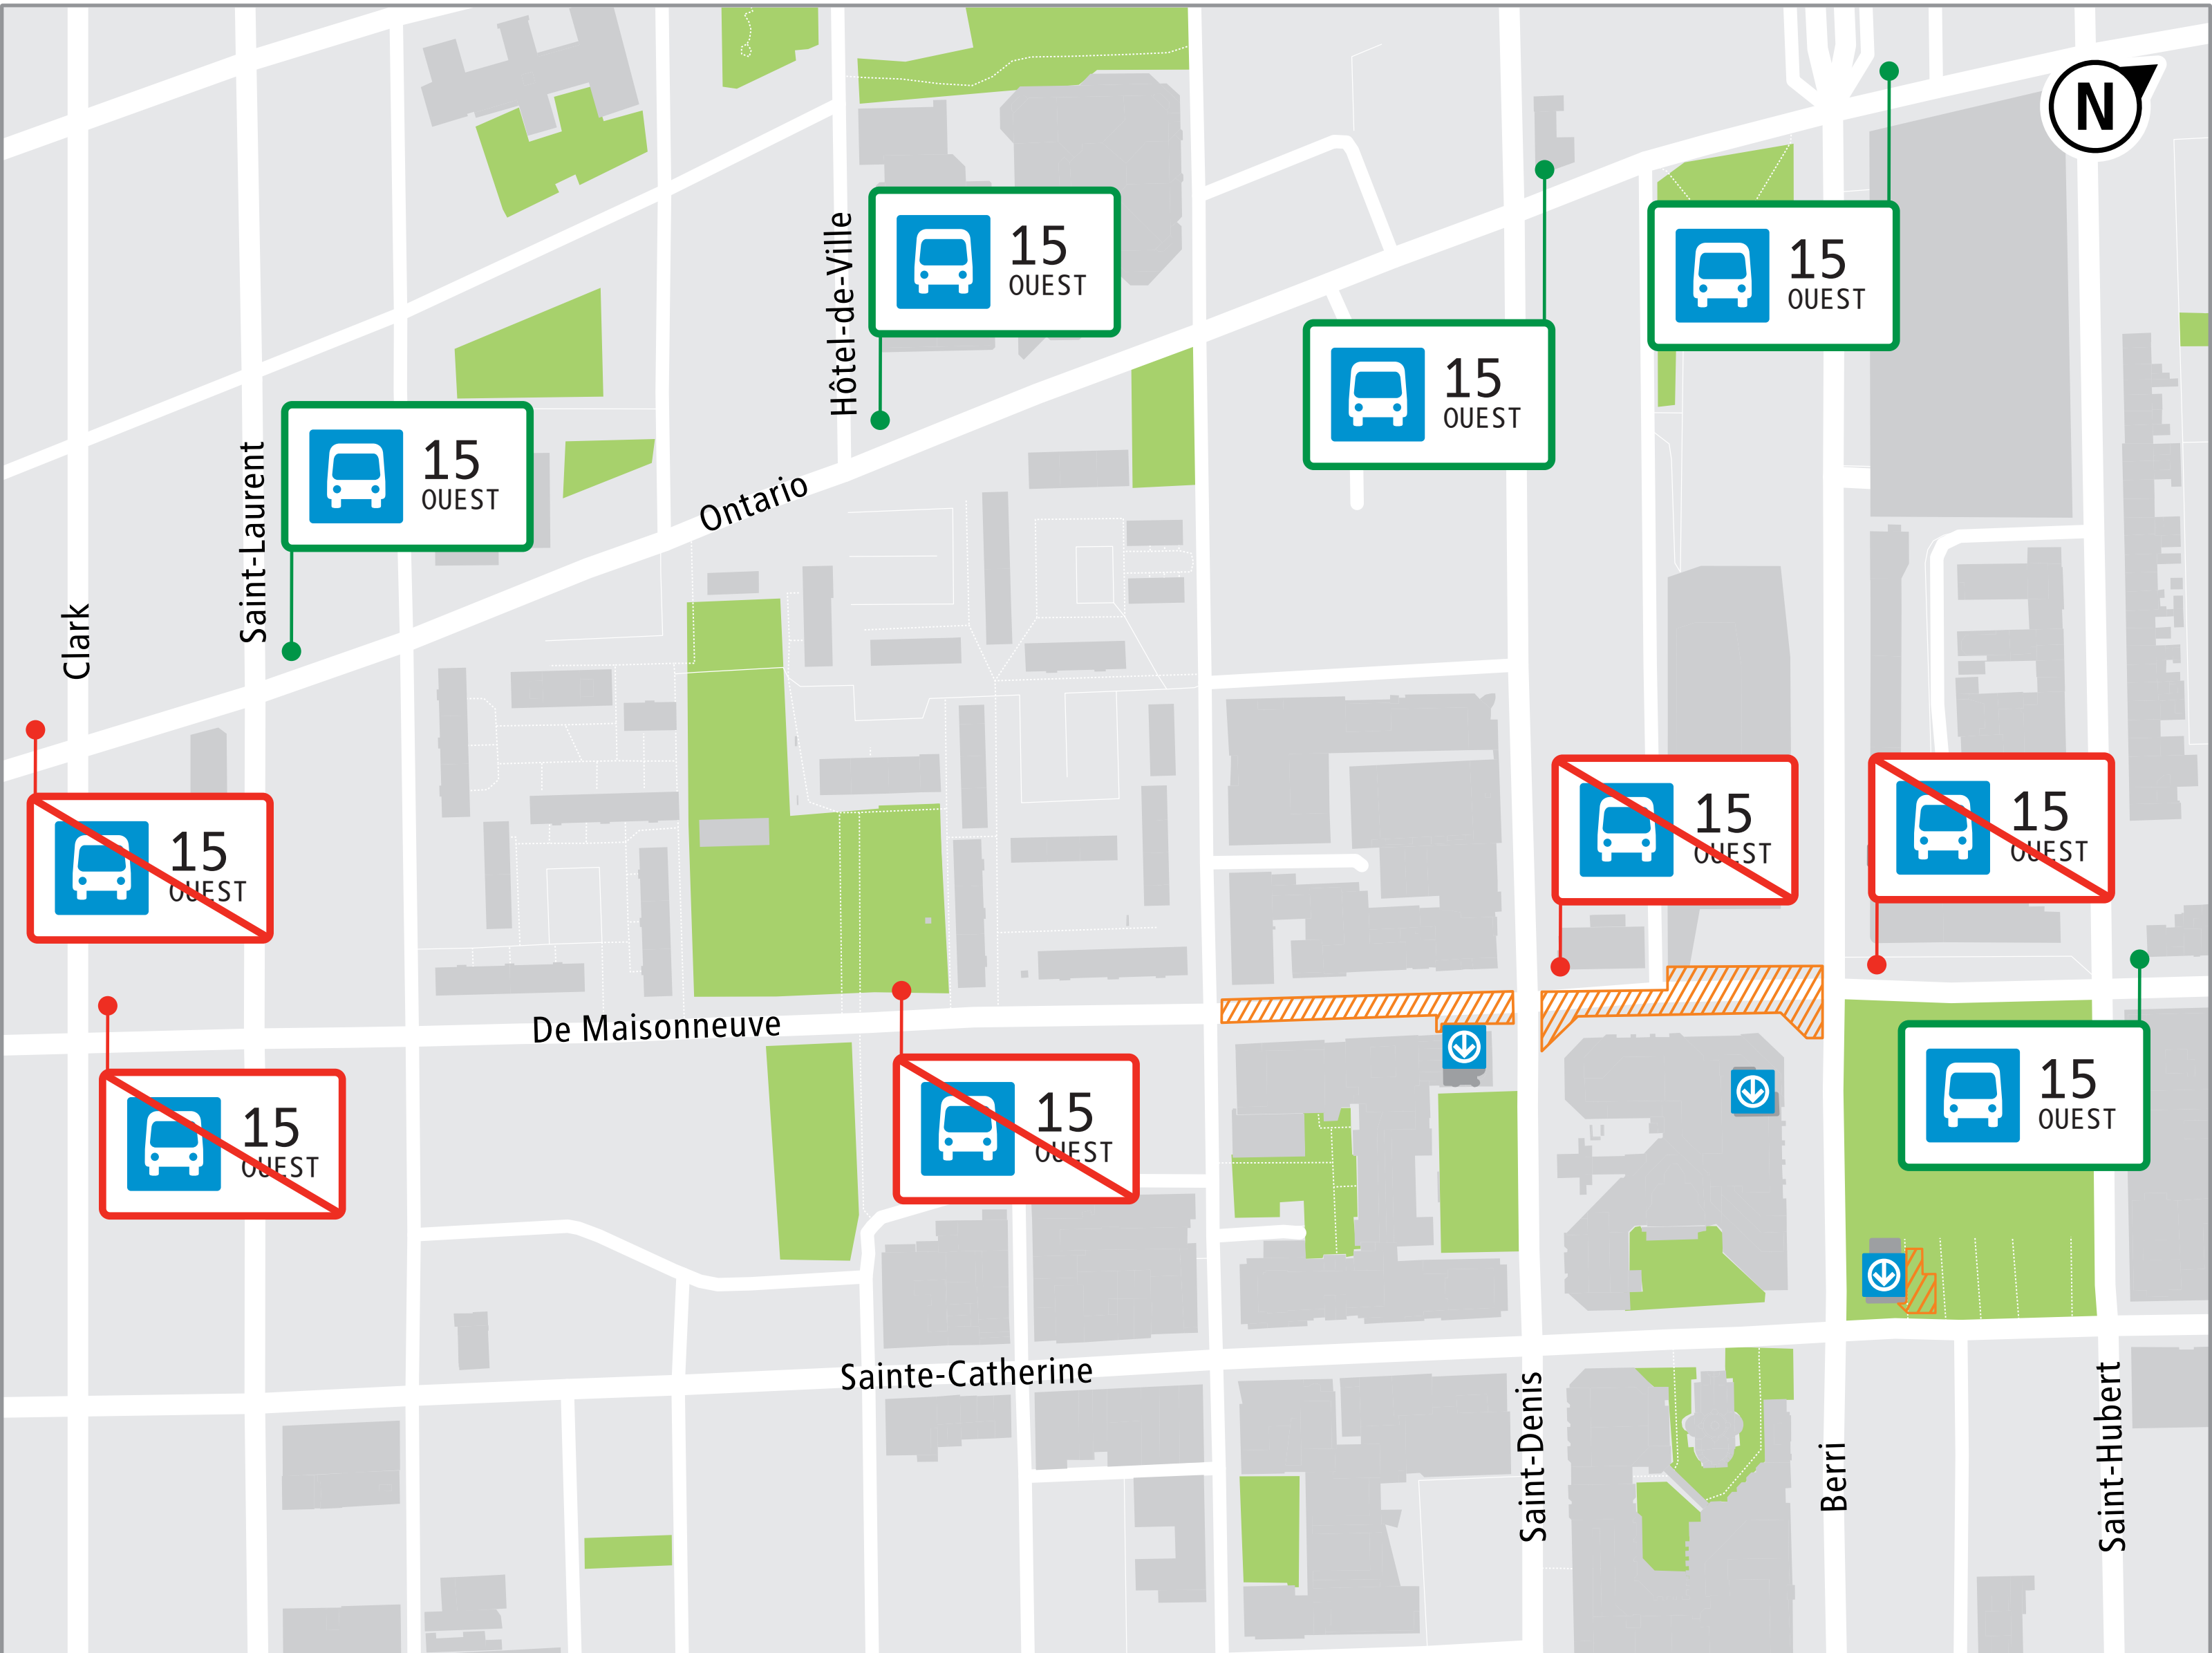 N
15
OUEST
15
OUEST
15
OUEST
15
OUEST
Hôtel-de-Ville
Saint-Laurent
Ontario
Clark
15
OUEST
15
OUEST
15
OUEST
De Maisonneuve
15
OUEST
15
OUEST
15
OUEST
Sainte-Catherine
Saint-Denis
Berri
Saint-Hubert